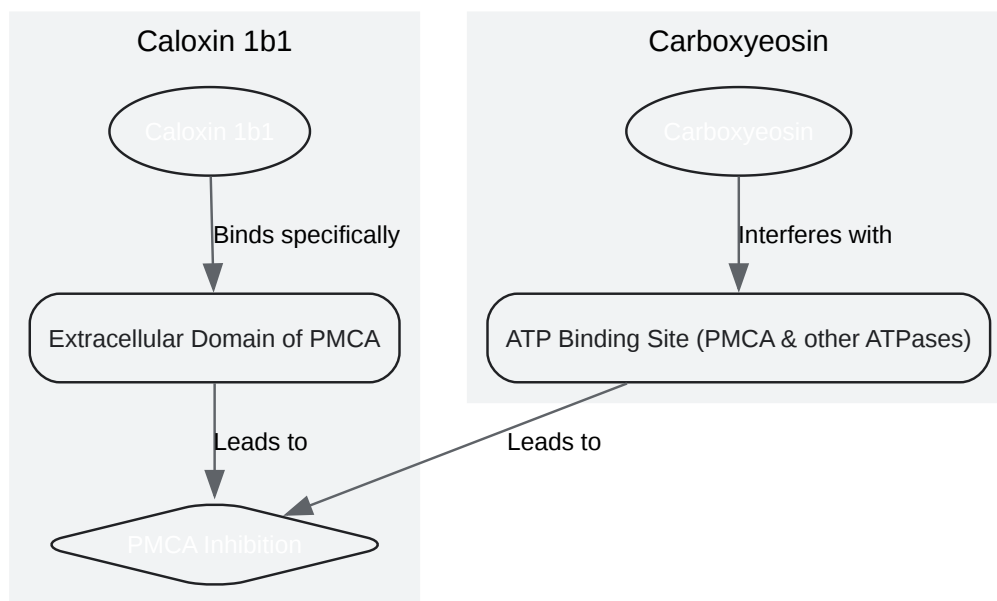 Caloxin 1b1
Carboxyeosin
Caloxin 1b1
Carboxyeosin
Binds specifically
Interferes with
Extracellular Domain of PMCA
ATP Binding Site (PMCA & other ATPases)
Leads to
Leads to
PMCA Inhibition